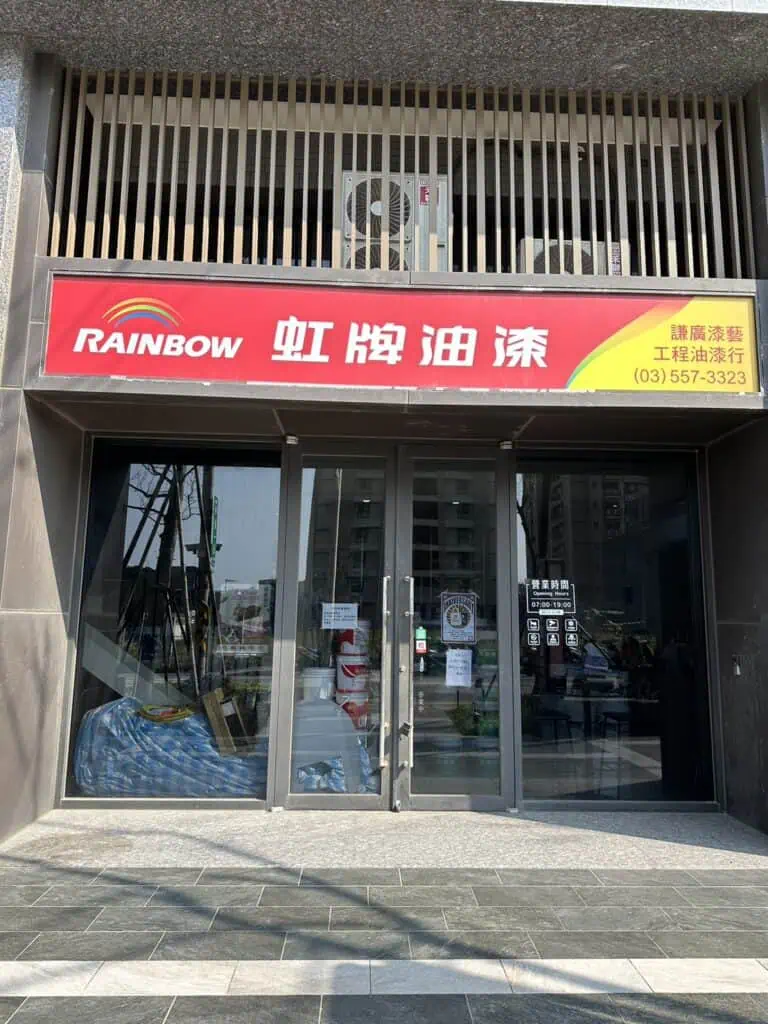 RAINBOW
虹牌油漆
謙廣漆藝
工程油漆行
(03) 557-3323
營業時間
Opening Hours
07:00-19:00